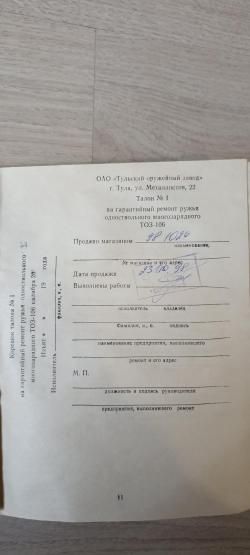 ОАО «Тульский оружейный завод»
г. Тула, ул. Механизстов, 22
Талон № 1
на гарантийный ремонт ружья
одноствольного многозарядного
ТОЗ-106
Продано магазином
наименование,
№ магазина и его адрес
Дата продажи
Выполнены работы
исполнитель владелец
Фамилия, и., о. подпись
наименование предприятия, выполнившего
ремонт и его адрес
М. П.
должность и подпись руководителя
предприятия, выполнившего ремонт
11
Корешок талона № 1
на гарантийный ремонт ружья одноствольного
многозарядного ТОЗ-106 калибра 20
Изъят « » 19 года
Исполнитель
фамилия, и., о.